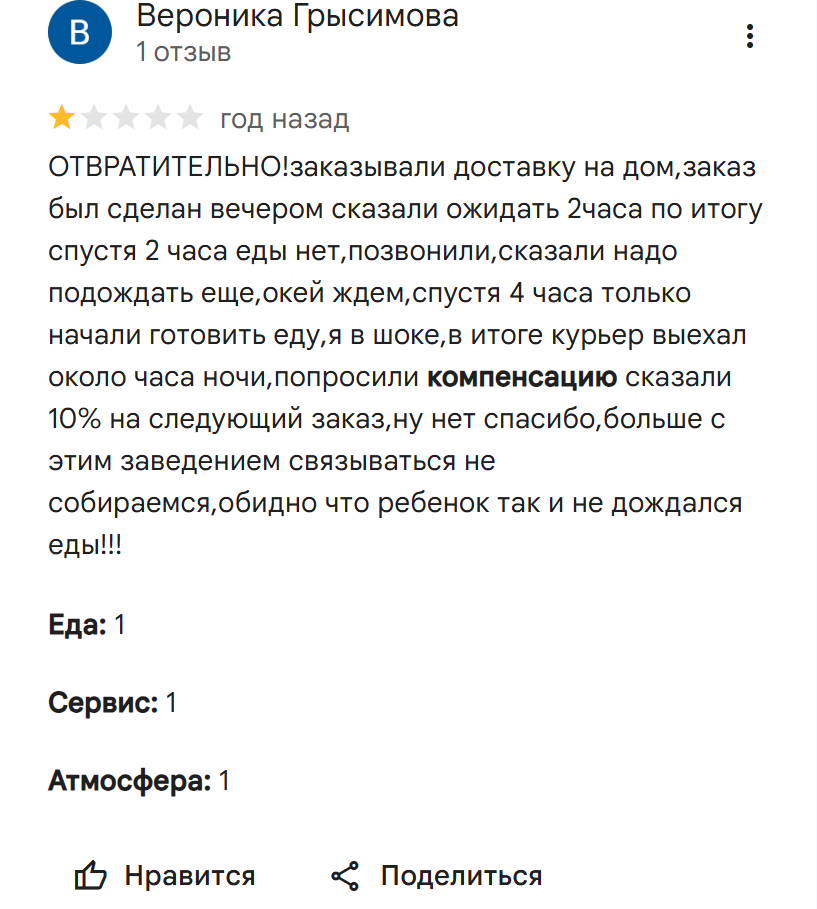 В
Вероника Грысимова
1 отзыв
год назад
ОТВРАТИТЕЛЬНО!заказывали доставку на дом,заказ
был сделан вечером сказали ожидать 2часа по итогу
спустя 2 часа еды нет,позвонили,сказали надо
подождать еще,окей ждем,спустя 4 часа только
начали готовить еду,я в шоке,в итоге курьер выехал
около часа ночи,попросили компенсацию сказали
10% на следующий заказ,ну нет спасибо,больше с
этим заведением связываться не
собираемся,обидно что ребенок так и не дождался
еды!!!
Еда: 1
Сервис: 1
Атмосфера: 1
Нравится
Поделиться